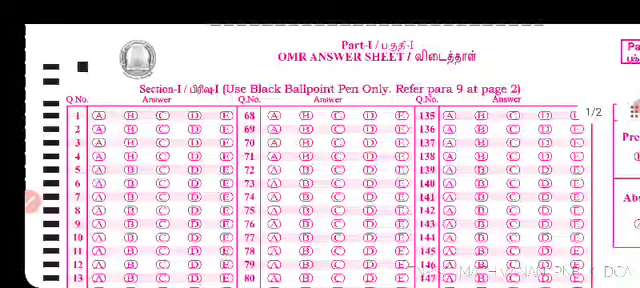 Part-I / பகுதி-I
OMR ANSWER SHEET / விடைத்தாள்
Section-I / பிரிவு-I (Use Black Ballpoint Pen Only. Refer para 9 at page 2)
Q No. Answer Q.No. Answer Q.No. Answer
1 A B C D E 68 A B C D E 135 A B C D E
2 A B C D E 69 A B C D E 136 A B C D E
3 A B C D E 70 A B C D E 137 A B C D E
4 A B C D E 71 A B C D E 138 A B C D E
5 A B C D E 72 A B C D E 139 A B C D E
6 A B C D E 73 A B C D E 140 A B C D E
7 A B C D E 74 A B C D E 141 A B C D E
8 A B C D E 75 A B C D E 142 A B C D E
9 A B C D E 76 A B C D E 143 A B C D E
10 A B C D E 77 A B C D E 144 A B C D E
11 A B C D E 78 A B C D E 145 A B C D E
12 A B C D E 79 A B C D E 146 A B C D E
13 A B C D E 80 A B C D E 147 A B C D E
1/2
Pa
Pre
Abs